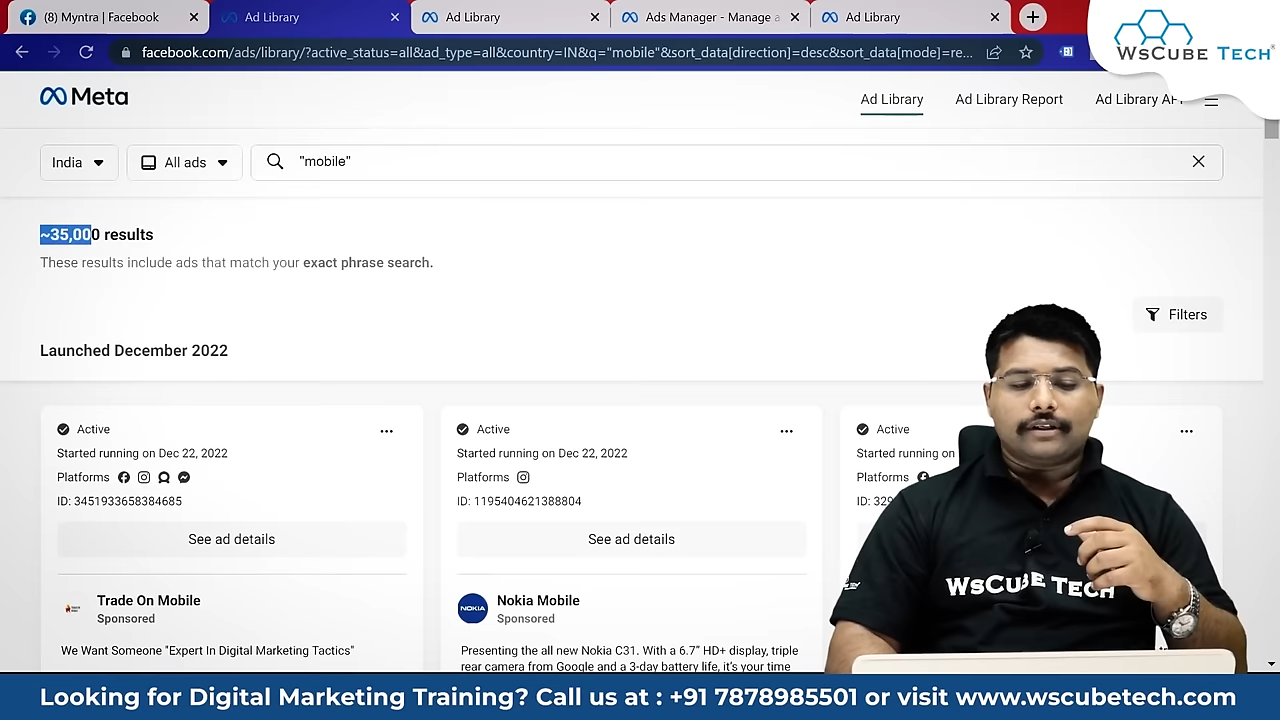 (8) Myntra | Facebook
Ad Library
Ad Library
Ads Manager - Manage a
Ad Library
facebook.com/ads/library/?active_status=all&ad_type=all&country=IN&q="mobile"&sort_data[direction]=desc&sort_data[mode]=re...
WsCube Tech
Meta
Ad Library
Ad Library Report
Ad Library API
India
All ads
"mobile"
~35,000 results
These results include ads that match your exact phrase search.
Filters
Launched December 2022
Active
Started running on Dec 22, 2022
Platforms
ID: 3451933658384685
See ad details
Trade On Mobile
Sponsored
We Want Someone "Expert In Digital Marketing Tactics"
Active
Started running on Dec 22, 2022
Platforms
ID: 1195404621388804
See ad details
Nokia Mobile
Sponsored
Presenting the all new Nokia C31. With a 6.7" HD+ display, triple
rear camera from Google and a 3-day battery life, it's your time
Active
Started running on
Platforms
ID: 329
WsCube Tech
Looking for Digital Marketing Training? Call us at : +91 7878985501 or visit www.wscubetech.com